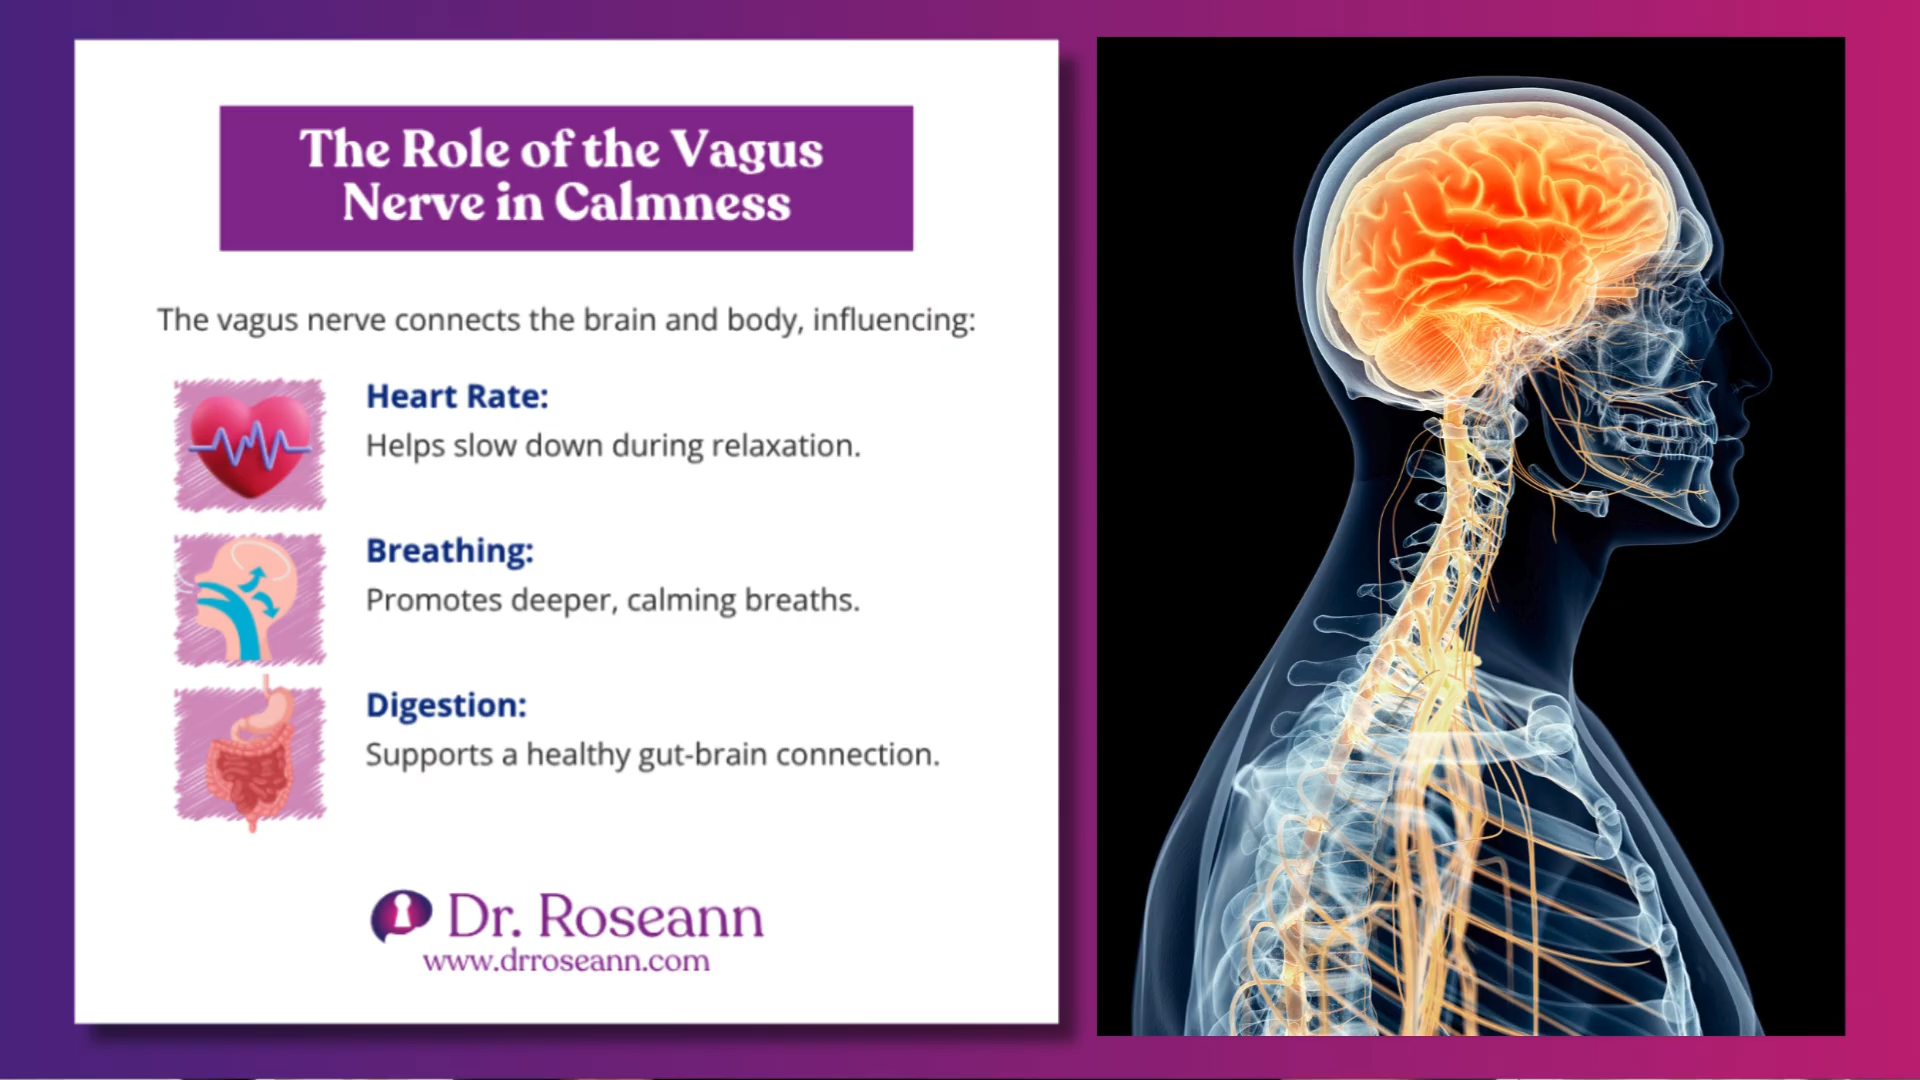 The Role of the Vagus
Nerve in Calmness
The vagus nerve connects the brain and body, influencing:
Heart Rate:
Helps slow down during relaxation.
Breathing:
Promotes deeper, calming breaths.
Digestion:
Supports a healthy gut-brain connection.
Dr. Roseann
www.drroseann.com